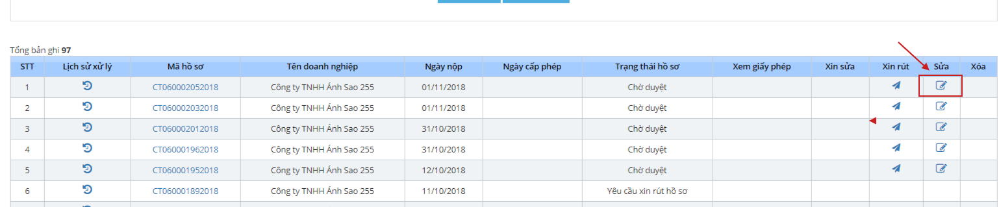 Tổng bản ghi 97
STT Lịch sử xử lý Mã hồ sơ Tên doanh nghiệp Ngày nộp Ngày cấp phép Trạng thái hồ sơ Xem giấy phép Xin sửa Xin rút Sửa Xóa
1 CT060002052018 Công ty TNHH Ánh Sao 255 01/11/2018 Chờ duyệt
2 CT060002032018 Công ty TNHH Ánh Sao 255 01/11/2018 Chờ duyệt
3 CT060002012018 Công ty TNHH Ánh Sao 255 31/10/2018 Chờ duyệt
4 CT060001962018 Công ty TNHH Ánh Sao 255 31/10/2018 Chờ duyệt
5 CT060001952018 Công ty TNHH Ánh Sao 255 12/10/2018 Chờ duyệt
6 CT060001892018 Công ty TNHH Ánh Sao 255 11/10/2018 Yêu cầu xin rút hồ sơ